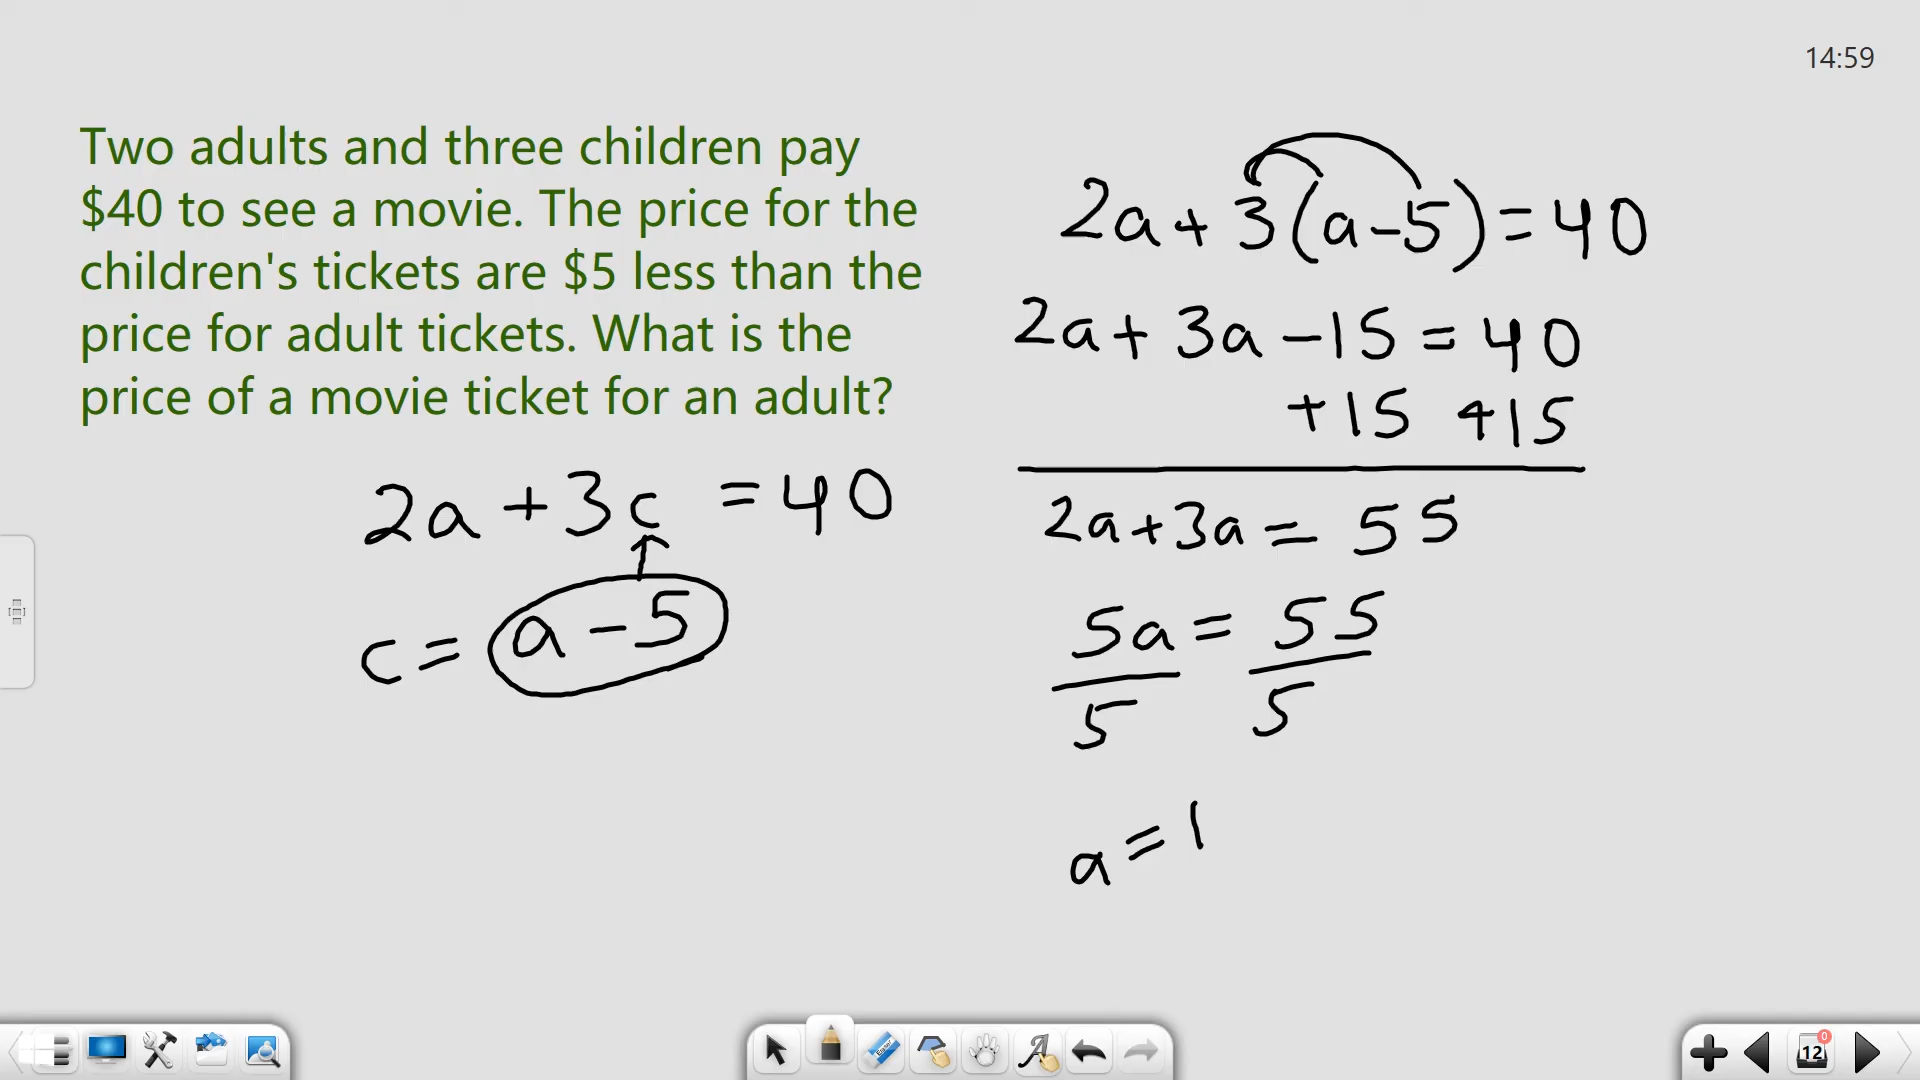 14:59
Two adults and three children pay
$40 to see a movie. The price for the
children's tickets are $5 less than the
price for adult tickets. What is the
price of a movie ticket for an adult?
2a + 3c = 40
c = a - 5
2a + 3(a - 5) = 40
2a + 3a - 15 = 40
+15 +15
2a + 3a = 55
5a = 55
5 5
a = 1
Eraser
A
12
0